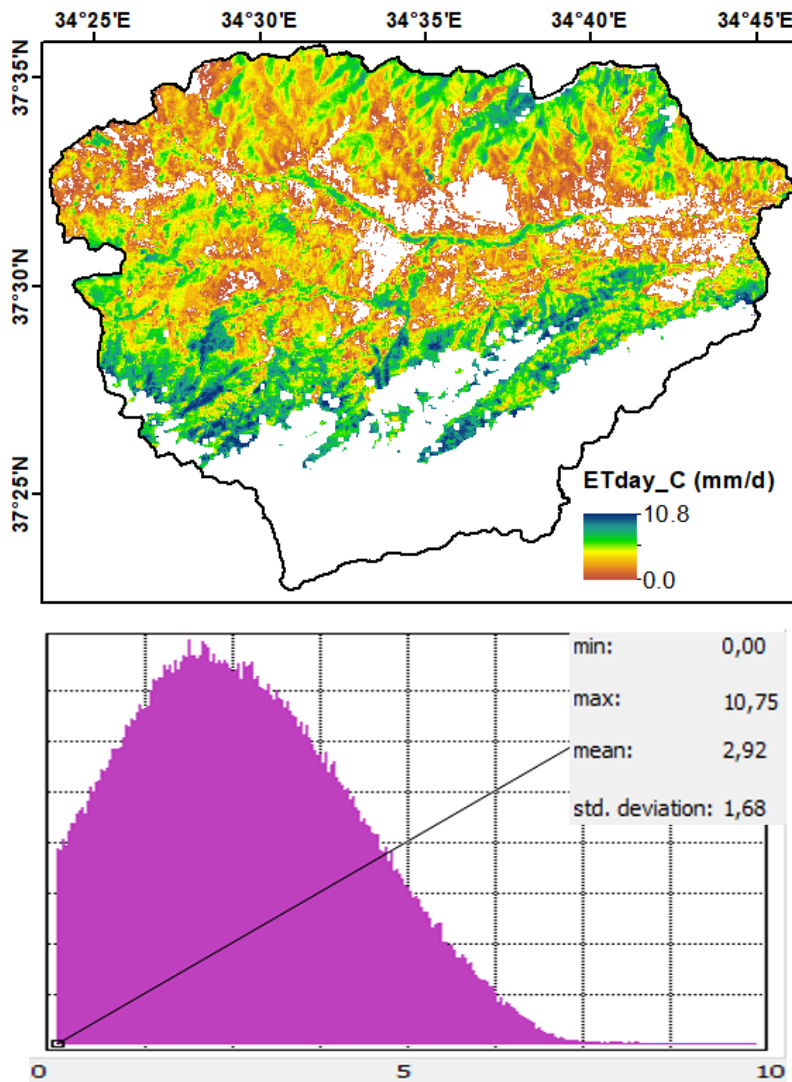 34°25'E 34°30'E 34°35'E 34°40'E 34°45'E
37°35'N
37°30'N
37°25'N
ETday_C (mm/d)
10.8
0.0
min: 0,00
max: 10,75
mean: 2,92
std. deviation: 1,68
0 5 10